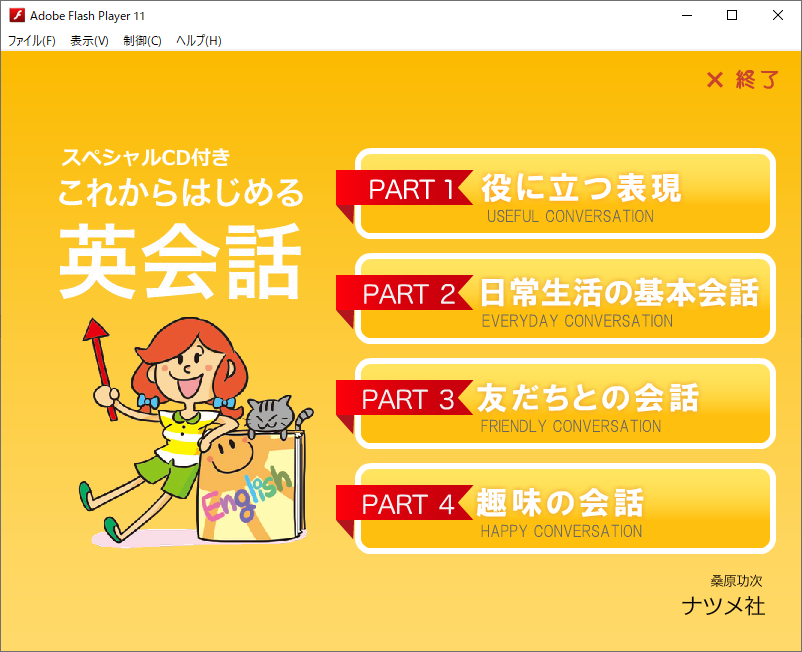 Adobe Flash Player 11
ファイル(F) 表示(V) 制御(C) ヘルプ(H)
× 終了
スペシャルCD付き
これからはじめる
英会話
English
PART 1 役に立つ表現
USEFUL CONVERSATION
PART 2 日常生活の基本会話
EVERYDAY CONVERSATION
PART 3 友だちとの会話
FRIENDLY CONVERSATION
PART 4 趣味の会話
HAPPY CONVERSATION
桑原功次
ナツメ社